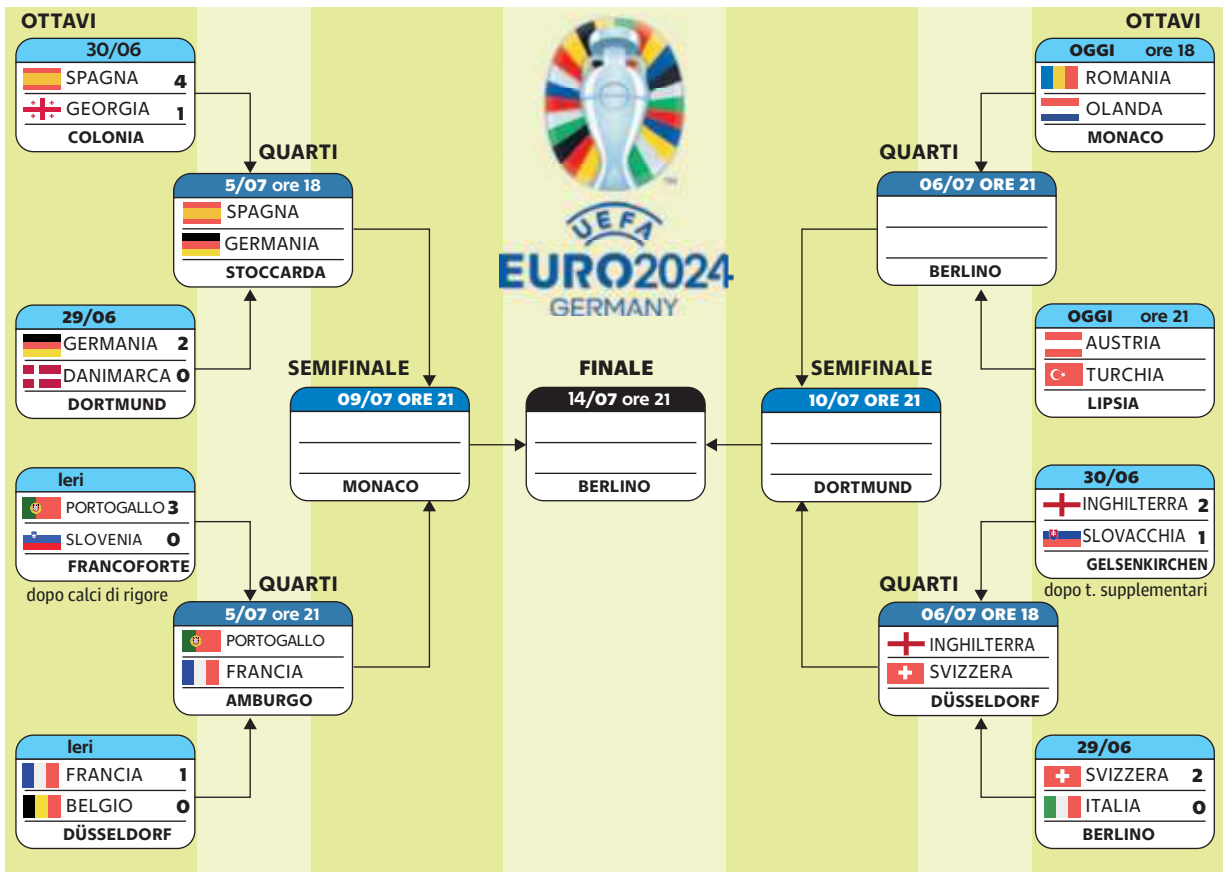 OTTAVI
30/06
SPAGNA 4
GEORGIA 1
COLONIA
QUARTI
5/07 ore 18
SPAGNA
GERMANIA
STOCCARDA
29/06
GERMANIA 2
DANIMARCA 0
DORTMUND
Ieri
PORTOGALLO 3
SLOVENIA 0
FRANCOFORTE
dopo calci di rigore
QUARTI
5/07 ore 21
PORTOGALLO
FRANCIA
AMBURGO
Ieri
FRANCIA 1
BELGIO 0
DÜSSELDORF
SEMIFINALE
09/07 ORE 21
MONACO
TM
UEFA
EURO2024
GERMANY
FINALE
14/07 ore 21
BERLINO
SEMIFINALE
10/07 ORE 21
DORTMUND
OTTAVI
OGGI ore 18
ROMANIA
OLANDA
MONACO
QUARTI
06/07 ORE 21
BERLINO
OGGI ore 21
AUSTRIA
TURCHIA
LIPSIA
30/06
INGHILTERRA 2
SLOVACCHIA 1
GELSENKIRCHEN
dopo t. supplementari
QUARTI
06/07 ORE 18
INGHILTERRA
SVIZZERA
DÜSSELDORF
29/06
SVIZZERA 2
ITALIA 0
BERLINO